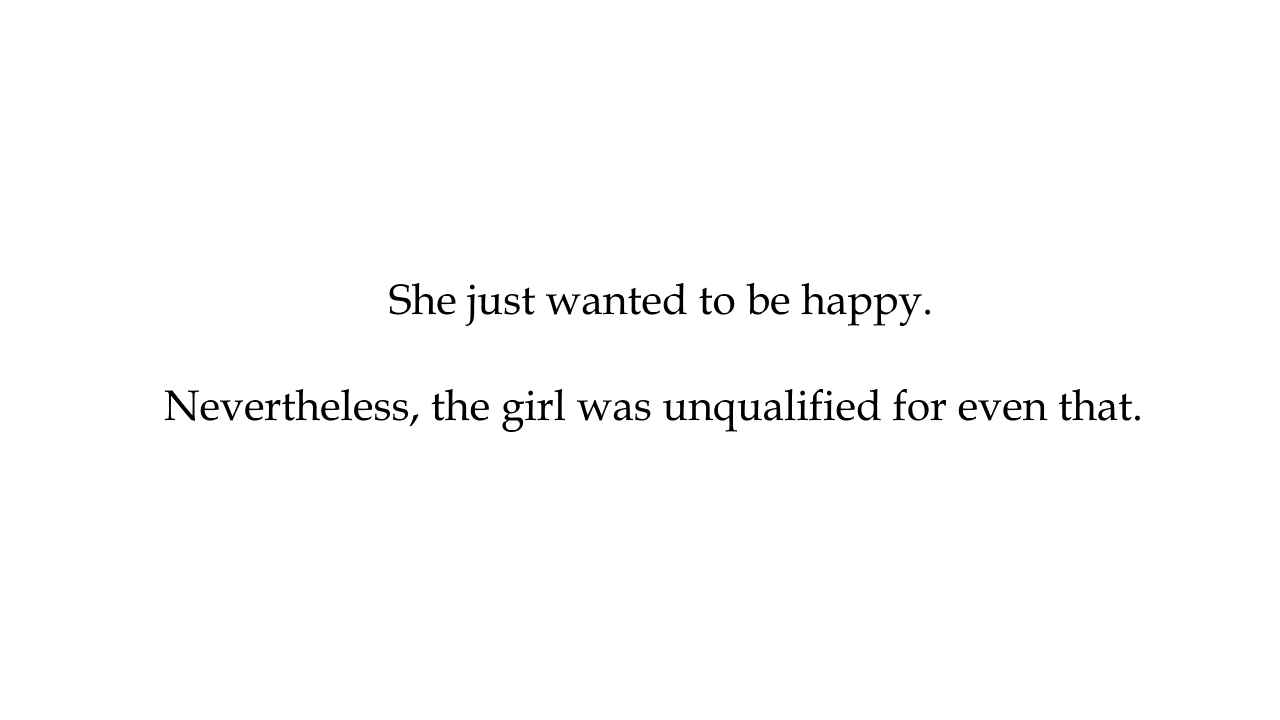 She just wanted to be happy.
Nevertheless, the girl was unqualified for even that.